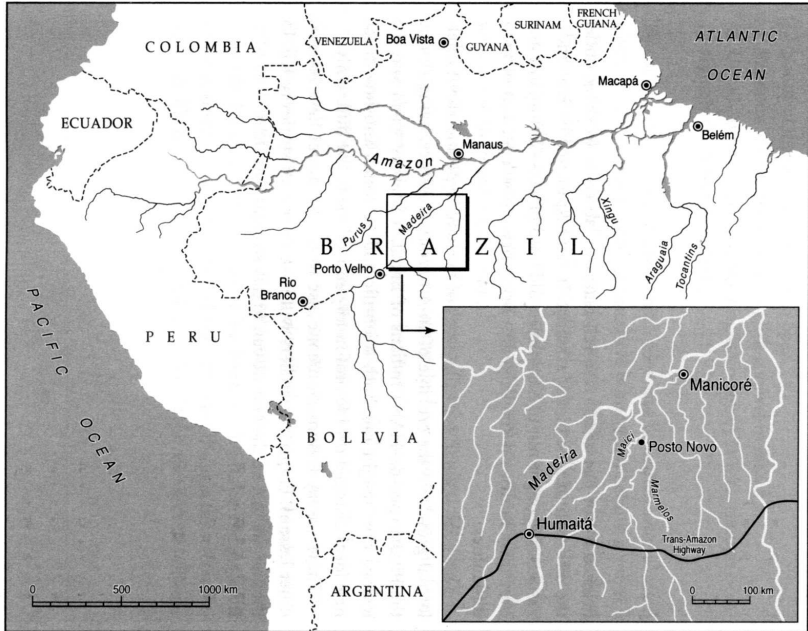 COLOMBIA
VENEZUELA
Boa Vista
GUYANA
SURINAM
FRENCH
GUIANA
ATLANTIC
OCEAN
ECUADOR
Macapá
Belém
Manaus
Amazon
Purus
Madeira
Xingu
Araguaia
Tocantins
BRAZIL
Porto Velho
Rio
Branco
PERU
PACIFIC
OCEAN
BOLIVIA
ARGENTINA
0 500 1000 km
Manicoré
Maici
Posto Novo
Madeira
Marmelos
Humaitá
Trans-Amazon
Highway
0 100 km